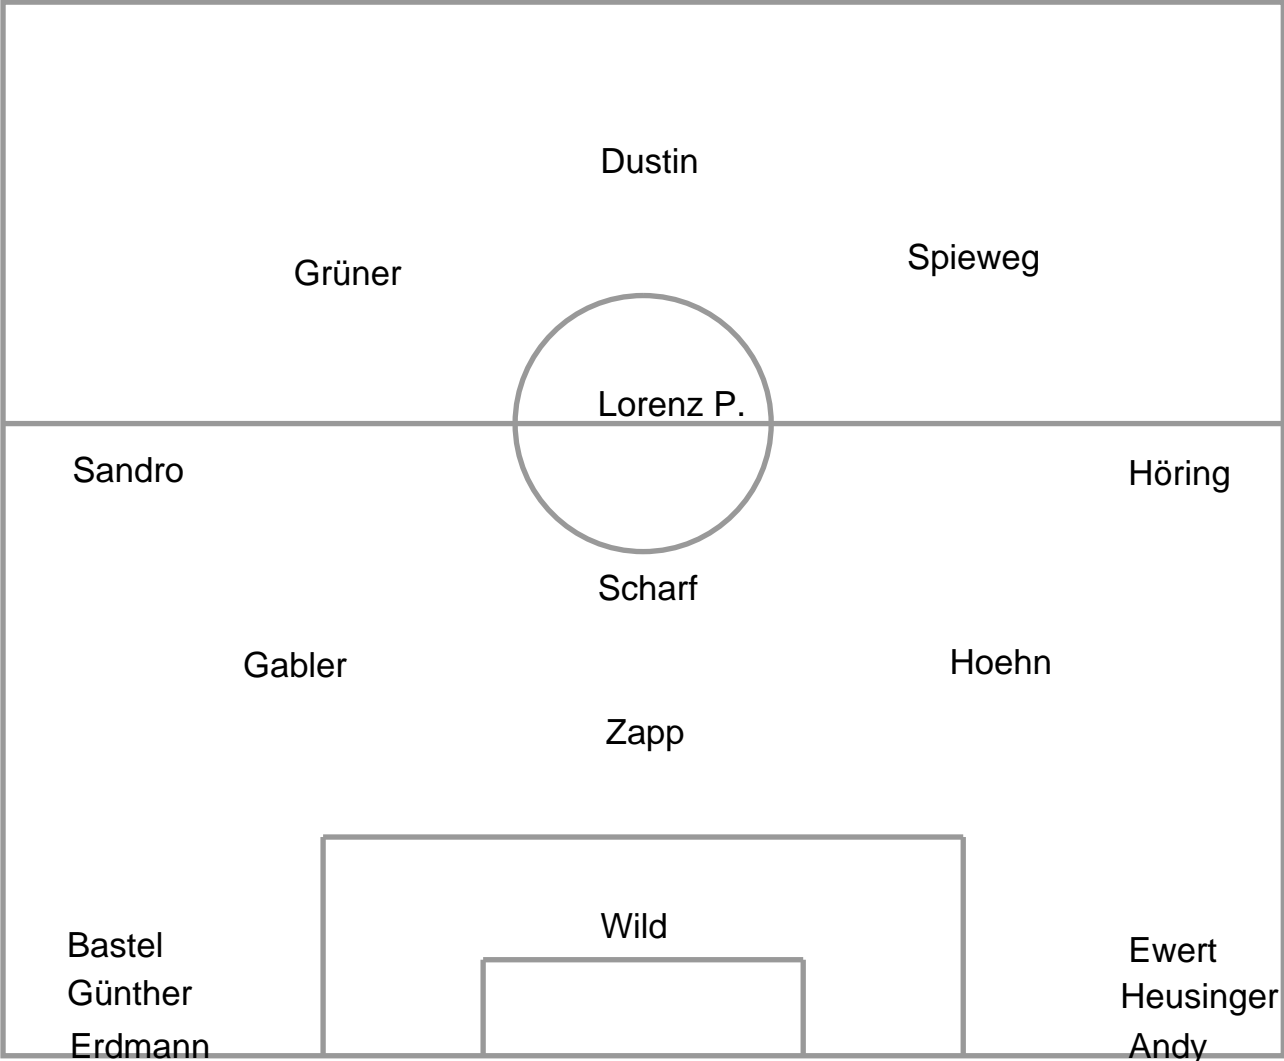 Dustin
Grüner
Spieweg
Lorenz P.
Sandro
Höring
Scharf
Gabler
Hoehn
Zapp
Wild
Bastel
Ewert
Günther
Heusinger
Erdmann
Andy